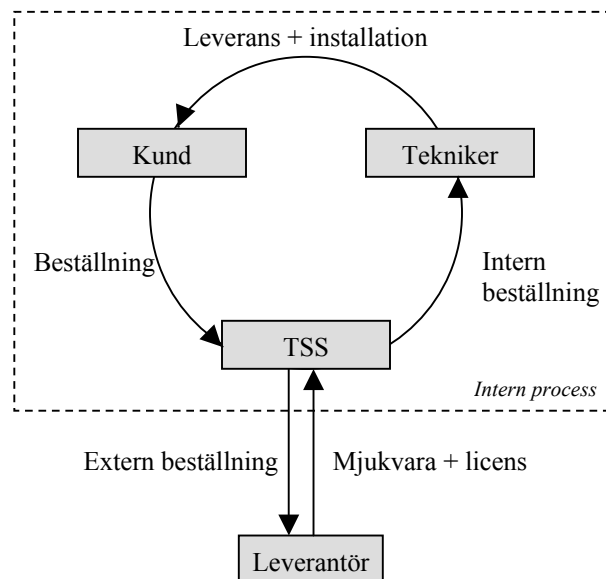 Leverans + installation
Kund
Tekniker
Beställning
Intern
beställning
TSS
Intern process
Extern beställning
Mjukvara + licens
Leverantör